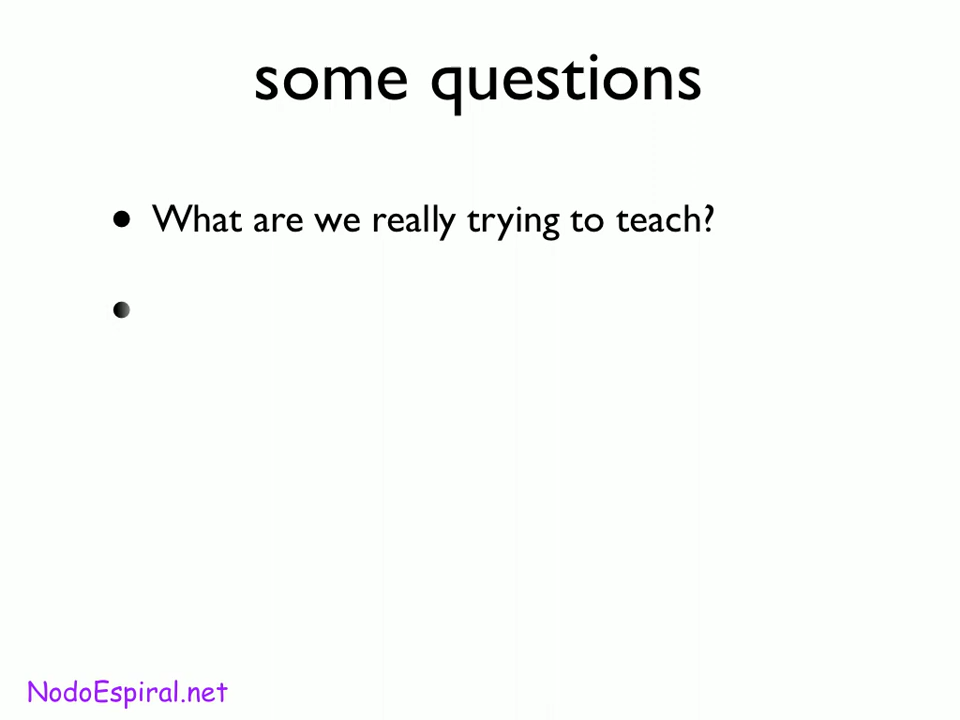 some questions
• What are we really trying to teach?
•
NodoEspiral.net